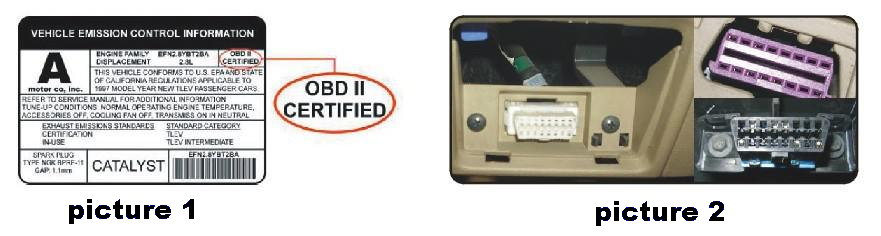 VEHICLE EMISSION CONTROL INFORMATION
A
motor co, inc.
ENGINE FAMILY EFN2.8YBT2BA
DISPLACEMENT 2.8L
OBD II
CERTIFIED
THIS VEHICLE CONFORMS TO U.S. EPA AND STATE
OF CALIFORNIA REGULATIONS APPLICABLE TO
1997 MODEL YEAR NEW TLEV PASSENGER CARS.
REFER TO SERVICE MANUAL FOR ADDITIONAL INFORMATION
TUNE-UP CONDITIONS: NORMAL OPERATING ENGINE TEMPERATURE,
ACCESSORIES OFF, COOLING FAN OFF, TRANSMISSION IN NEUTRAL
EXHAUST EMISSIONS STANDARDS STANDARD CATEGORY
CERTIFICATION TLEV
IN-USE TLEV INTERMEDIATE
SPARK PLUG
TYPE NGK BPRE-11
GAP: 1.1mm
CATALYST
EFN2.8YBT2BA
OBD II
CERTIFIED
picture 1
picture 2